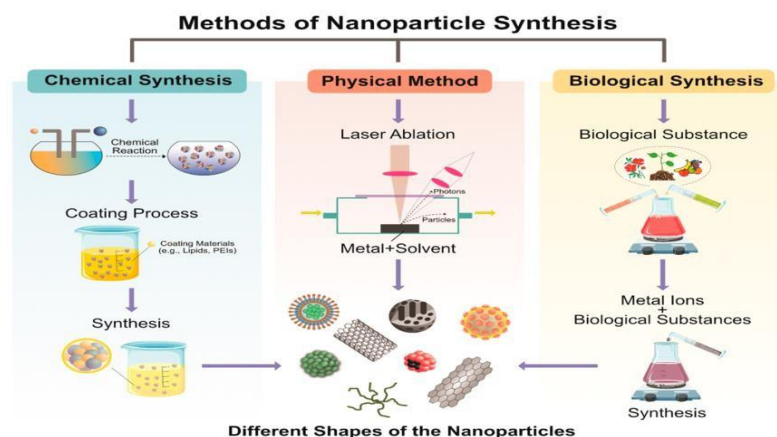 Methods of Nanoparticle Synthesis
Chemical Synthesis
Chemical
Reaction
Coating Process
Coating Materials
(e.g., Lipids, PEIs)
Synthesis
Physical Method
Laser Ablation
Photons
Particles
Metal+Solvent
Biological Synthesis
Biological Substance
Metal Ions
+
Biological Substances
Synthesis
Different Shapes of the Nanoparticles